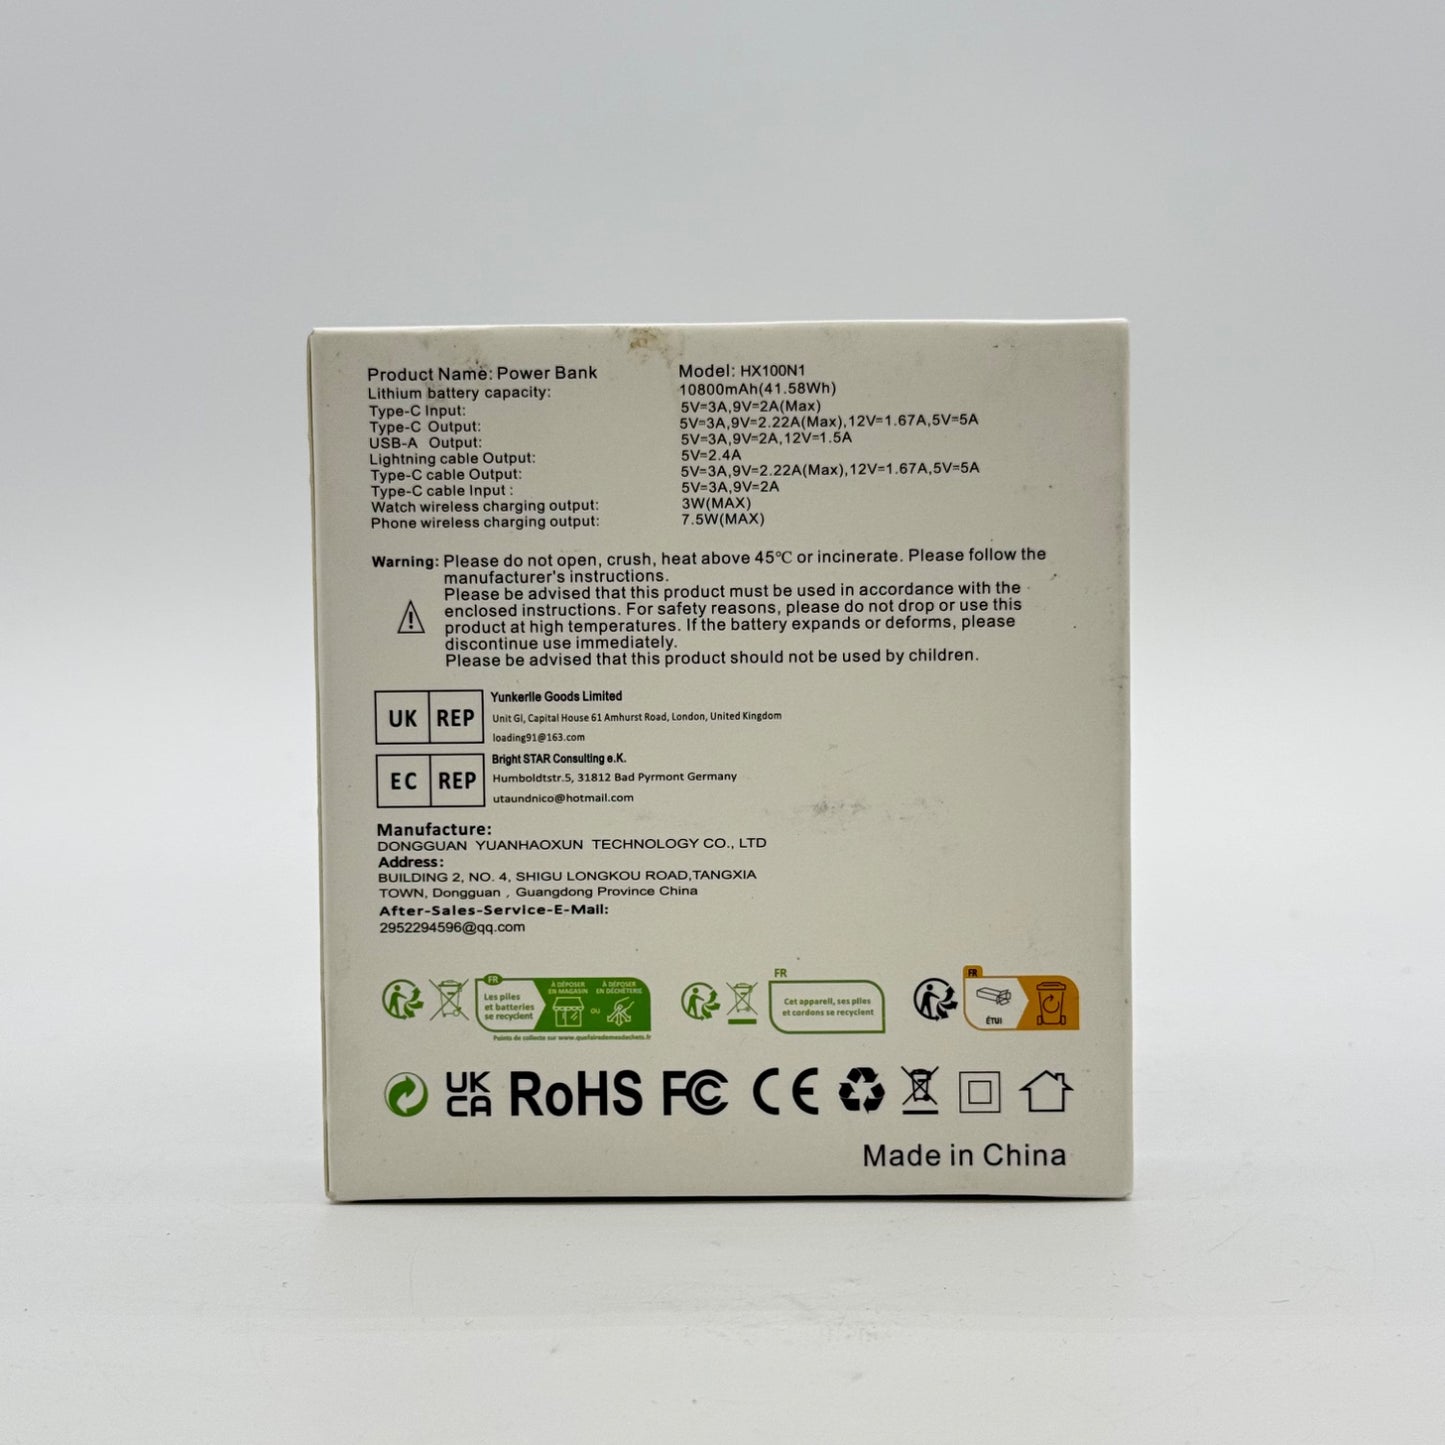 Product Name: Power Bank Model: HX100N1
Lithium battery capacity: 10800mAh(41.58Wh)
Type-C Input: 5V=3A,9V=2A(Max)
Type-C Output: 5V=3A,9V=2.22A(Max),12V=1.67A,5V=5A
USB-A Output: 5V=3A,9V=2A,12V=1.5A
Lightning cable Output: 5V=2.4A
Type-C cable Output: 5V=3A,9V=2.22A(Max),12V=1.67A,5V=5A
Type-C cable Input : 5V=3A,9V=2A
Watch wireless charging output: 3W(MAX)
Phone wireless charging output: 7.5W(MAX)
Warning: Please do not open, crush, heat above 45℃ or incinerate. Please follow the
manufacturer's instructions.
Please be advised that this product must be used in accordance with the
enclosed instructions. For safety reasons, please do not drop or use this
product at high temperatures. If the battery expands or deforms, please
discontinue use immediately.
Please be advised that this product should not be used by children.
UK REP
Yunkerlie Goods Limited
Unit GI, Capital House 61 Amhurst Road, London, United Kingdom
loading91@163.com
EC REP
Bright STAR Consulting e.K.
Humboldtstr.5, 31812 Bad Pyrmont Germany
utaundnico@hotmail.com
Manufacture:
DONGGUAN YUANHAOXUN TECHNOLOGY CO., LTD
Address:
BUILDING 2, NO. 4, SHIGU LONGKOU ROAD,TANGXIA
TOWN, Dongguan , Guangdong Province China
After-Sales-Service-E-Mail:
2952294596@qq.com
FR
Les piles
et batteries
se recyclent
À DÉPOSER
EN MAGASIN
OU
À DÉPOSER
EN DÉCHÈTERIE
Points de collecte sur www.quefairedemesdechets.fr
FR
Cet appareil, ses piles
et cordons se recyclent
FR
ÉTUI
UK
CA
RoHS FC CE
Made in China